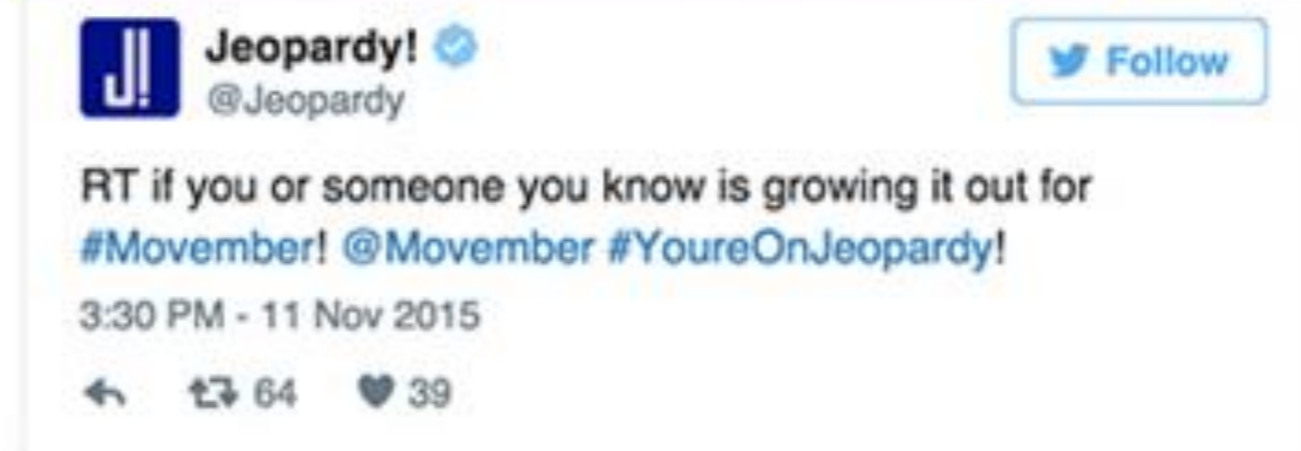 J!
Jeopardy!
@Jeopardy
Follow
RT if you or someone you know is growing it out for
#Movember! @Movember #YoureOnJeopardy!
3:30 PM - 11 Nov 2015
64 39